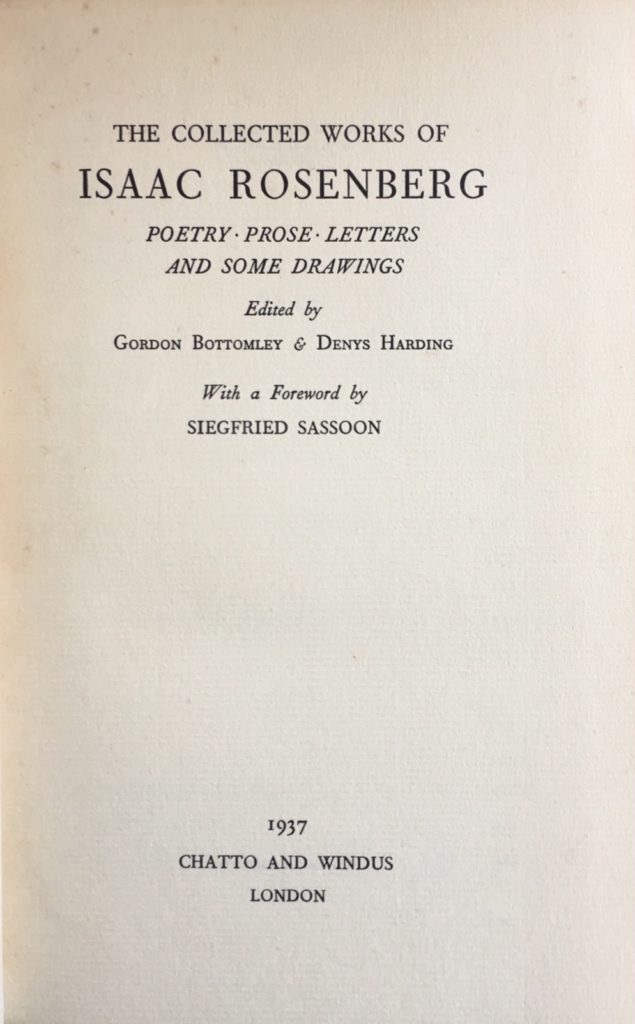 THE COLLECTED WORKS OF
ISAAC ROSENBERG
POETRY · PROSE · LETTERS
AND SOME DRAWINGS
Edited by
GORDON BOTTOMLEY & DENYS HARDING
With a Foreword by
SIEGFRIED SASSOON
1937
CHATTO AND WINDUS
LONDON